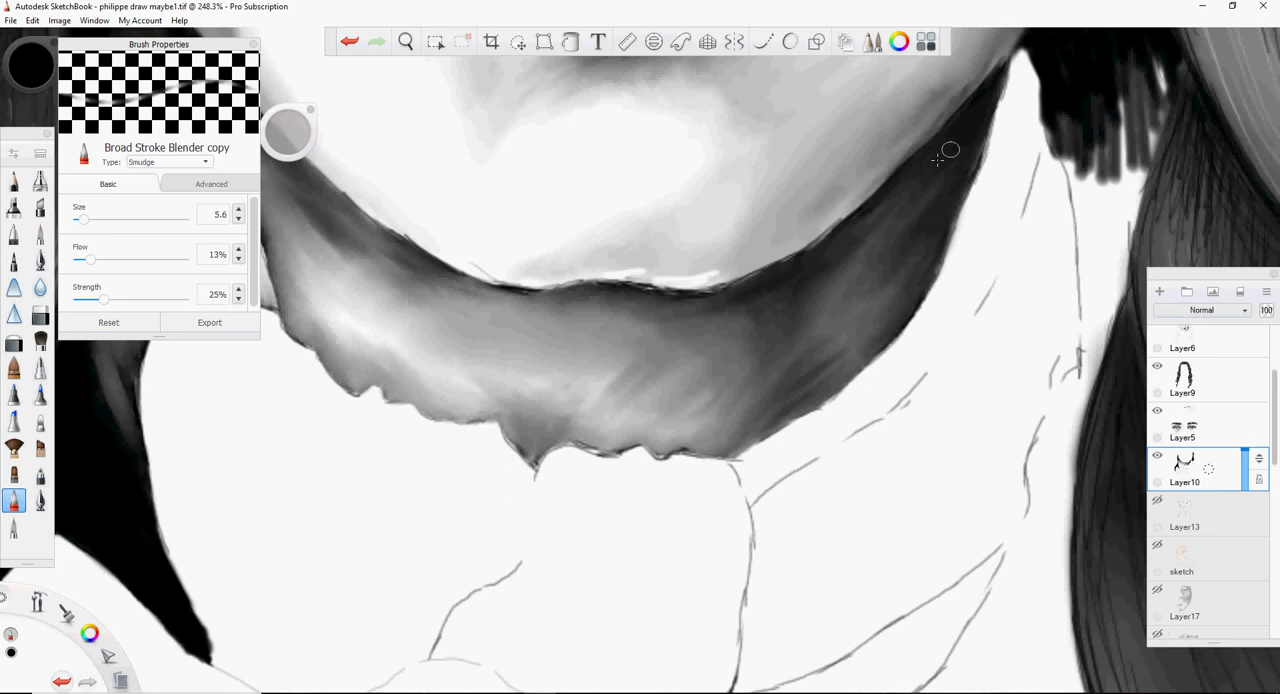 Autodesk SketchBook - philippe draw maybe1.tif @ 248.3% - Pro Subscription
File Edit Image Window My Account Help
Brush Properties
Broad Stroke Blender copy
Type: Smudge
Basic Advanced
Size
5.6
Flow
13%
Strength
25%
Reset Export
Normal 100
Layer6
Layer9
Layer5
Layer10
Layer13
sketch
Layer17